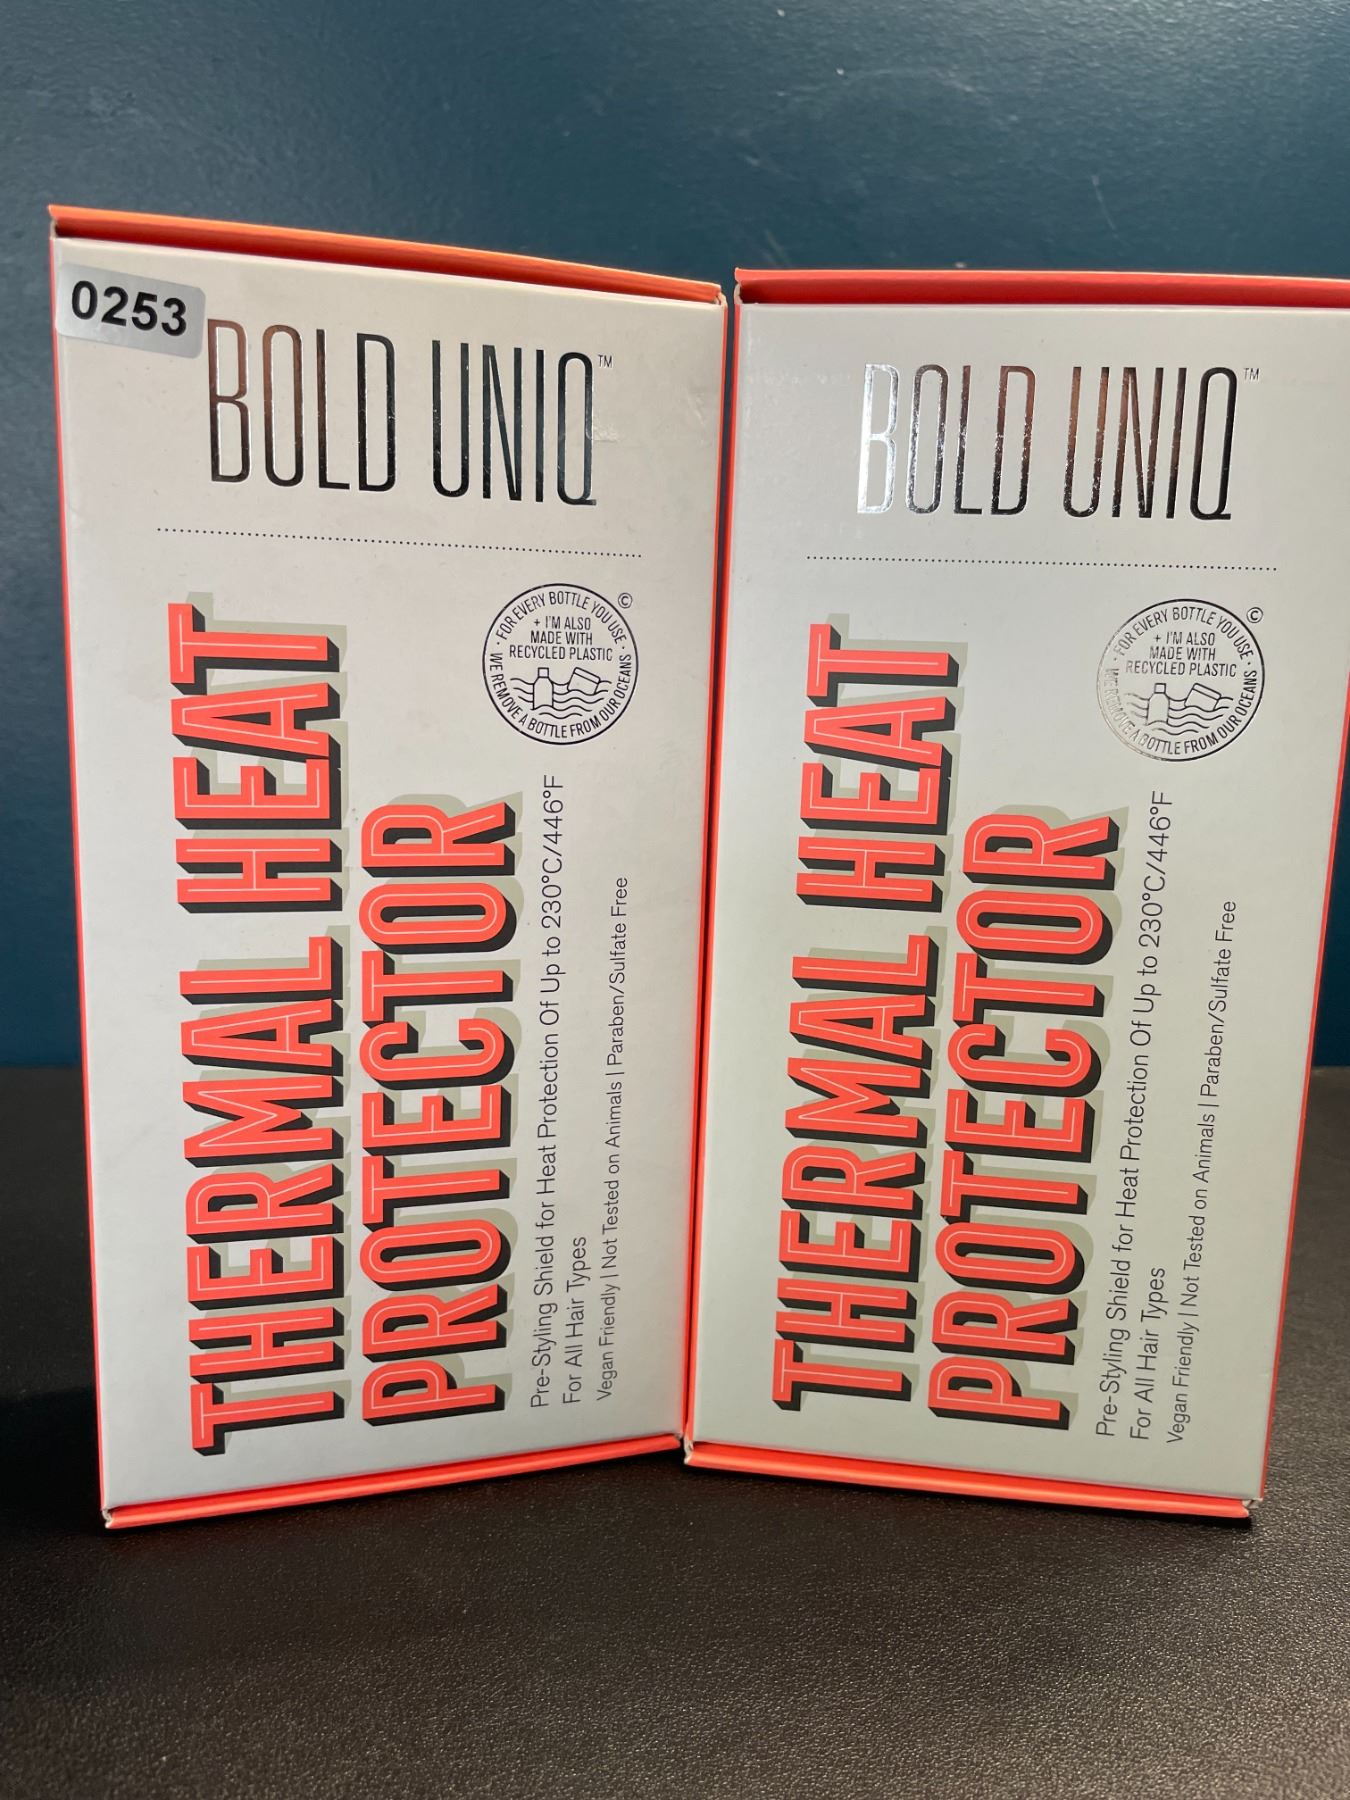 0253
BOLD UNIQ™
FOR EVERY BOTTLE YOU USE · WE REMOVE A BOTTLE FROM OUR OCEANS ·
©
+ I'M ALSO
MADE WITH
RECYCLED PLASTIC
THERMAL HEAT
PROTECTOR
Pre-Styling Shield for Heat Protection Of Up to 230°C/446°F
For All Hair Types
Vegan Friendly | Not Tested on Animals | Paraben/Sulfate Free
BOLD UNIQ™
FOR EVERY BOTTLE YOU USE · WE REMOVE A BOTTLE FROM OUR OCEANS ·
©
+ I'M ALSO
MADE WITH
RECYCLED PLASTIC
THERMAL HEAT
PROTECTOR
Pre-Styling Shield for Heat Protection Of Up to 230°C/446°F
For All Hair Types
Vegan Friendly | Not Tested on Animals | Paraben/Sulfate Free